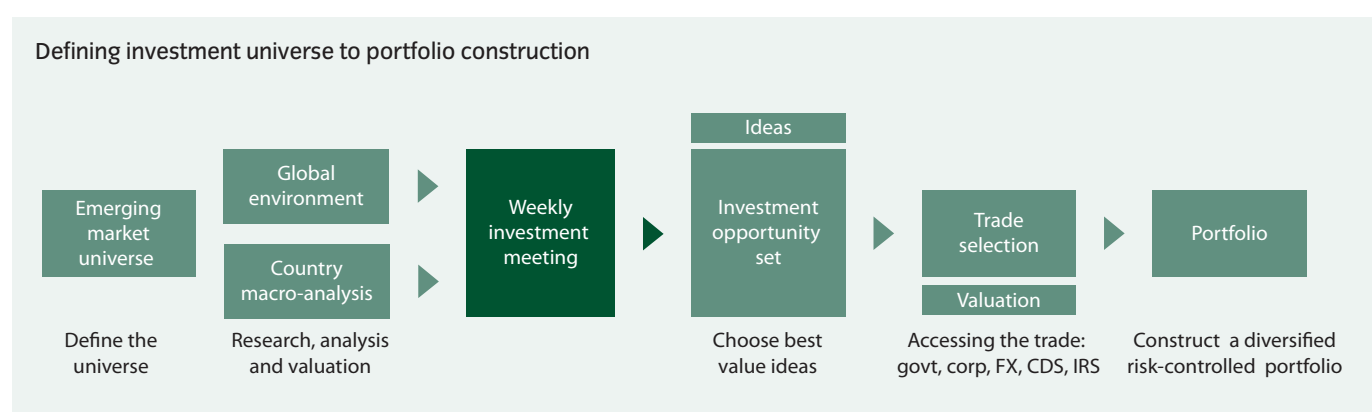 Defining investment universe to portfolio construction
Emerging
market
universe
Define the
universe
Global
environment
Country
macro-analysis
Research, analysis
and valuation
Weekly
investment
meeting
Ideas
Investment
opportunity
set
Choose best
value ideas
Trade
selection
Valuation
Accessing the trade:
govt, corp, FX, CDS, IRS
Portfolio
Construct a diversified
risk-controlled portfolio